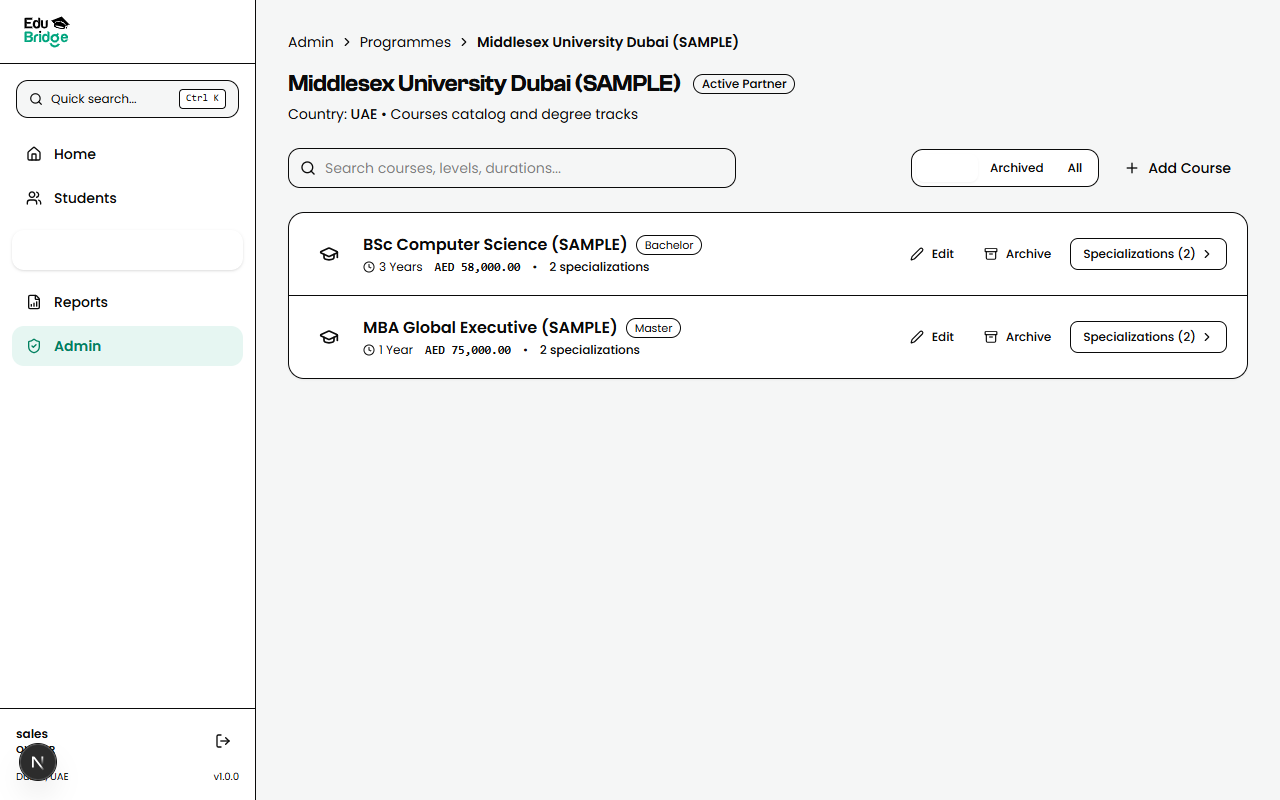 Edu
Bridge
Quick search...
Ctrl K
Home
Students
Reports
Admin
sales
UAE
v1.0.0
Admin > Programmes > Middlesex University Dubai (SAMPLE)
Middlesex University Dubai (SAMPLE)
Active Partner
Country: UAE • Courses catalog and degree tracks
Search courses, levels, durations...
Archived
All
+ Add Course
BSc Computer Science (SAMPLE)
Bachelor
3 Years AED 58,000.00 • 2 specializations
Edit
Archive
Specializations (2) >
MBA Global Executive (SAMPLE)
Master
1 Year AED 75,000.00 • 2 specializations
Edit
Archive
Specializations (2) >